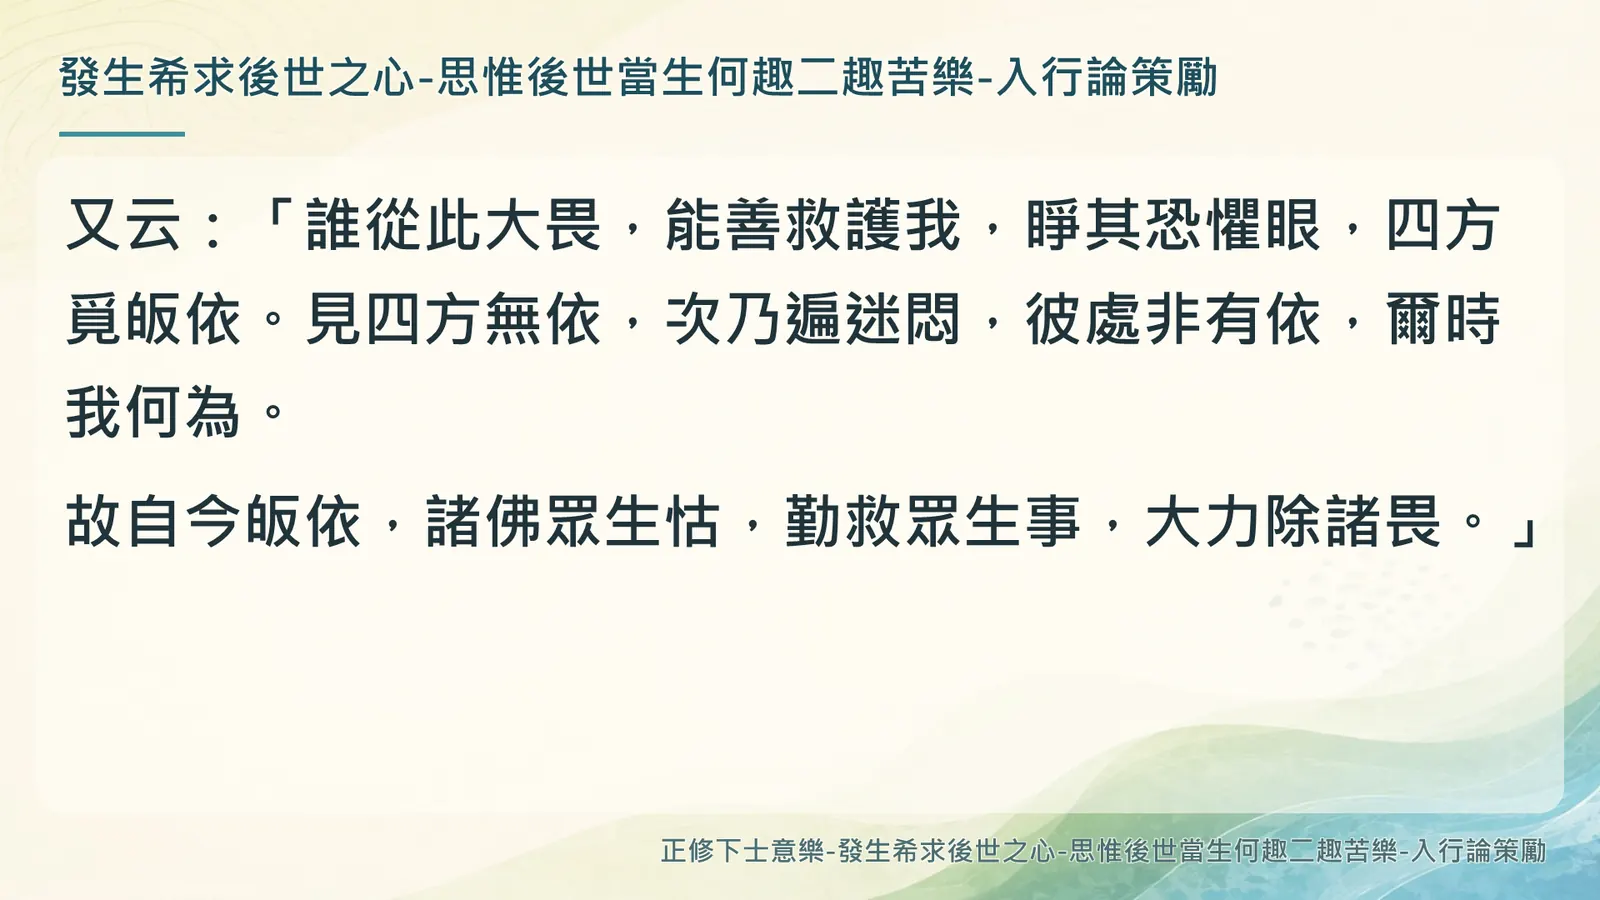 發生希求後世之心-思惟後世當生何趣二趣苦樂-入行論策勵
又云：「誰從此大畏，能善救護我，睜其恐懼眼，四方
覓皈依。見四方無依，次乃遍迷悶，彼處非有依，爾時
我何為。
故自今皈依，諸佛眾生怙，勤救眾生事，大力除諸畏。」
正修下士意樂-發生希求後世之心-思惟後世當生何趣二趣苦樂-入行論策勵